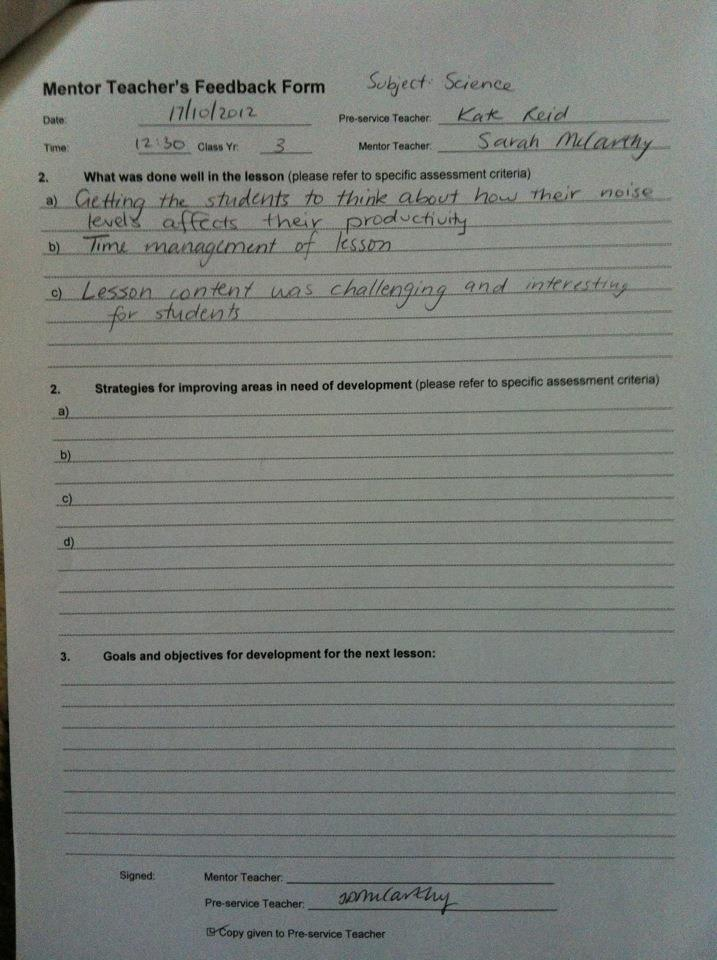 Mentor Teacher's Feedback Form Subject: Science
Date: 17/10/2012 Pre-service Teacher: Kate Reid
Time: 12:30 Class Yr: 3 Mentor Teacher: Sarah McCarthy
2. What was done well in the lesson (please refer to specific assessment criteria)
a) Getting the students to think about how their noise
levels affects their productivity
b) Time management of lesson
c) Lesson content was challenging and interesting
for students
2. Strategies for improving areas in need of development (please refer to specific assessment criteria)
a)
b)
c)
d)
3. Goals and objectives for development for the next lesson:
Signed: Mentor Teacher:
Pre-service Teacher:
Copy given to Pre-service Teacher